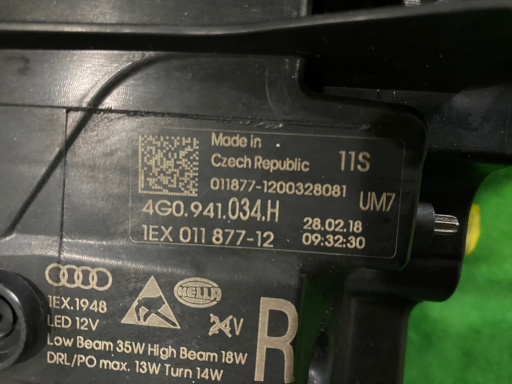 Made in
Czech Republic
11S
011877-1200328081
4G0.941.034.H
UM7
1EX 011 877-12
28.02.18
09:32:30
1EX.1948
HELLA
LED 12V
24V
Low Beam 35W High Beam 18W
DRL/PO max. 13W Turn 14W
R